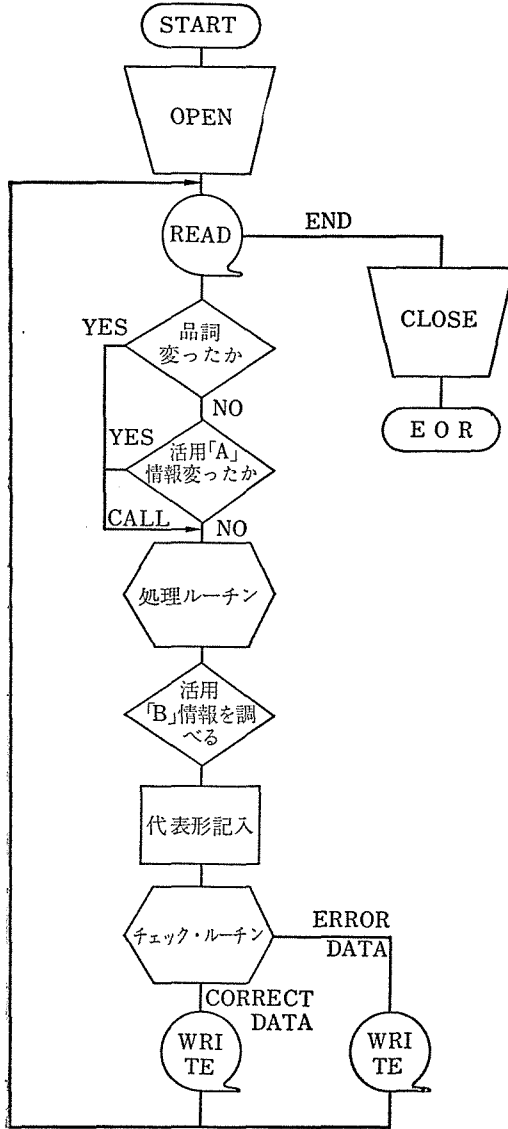 START
OPEN
READ
END
CLOSE
E O R
YES
品詞
変ったか
NO
YES
活用「A」
情報変ったか
CALL
NO
処理ルーチン
活用
「B」情報を調
べる
代表形記入
チェック・ルーチン
ERROR
DATA
CORRECT
DATA
WRI
TE
WRI
TE